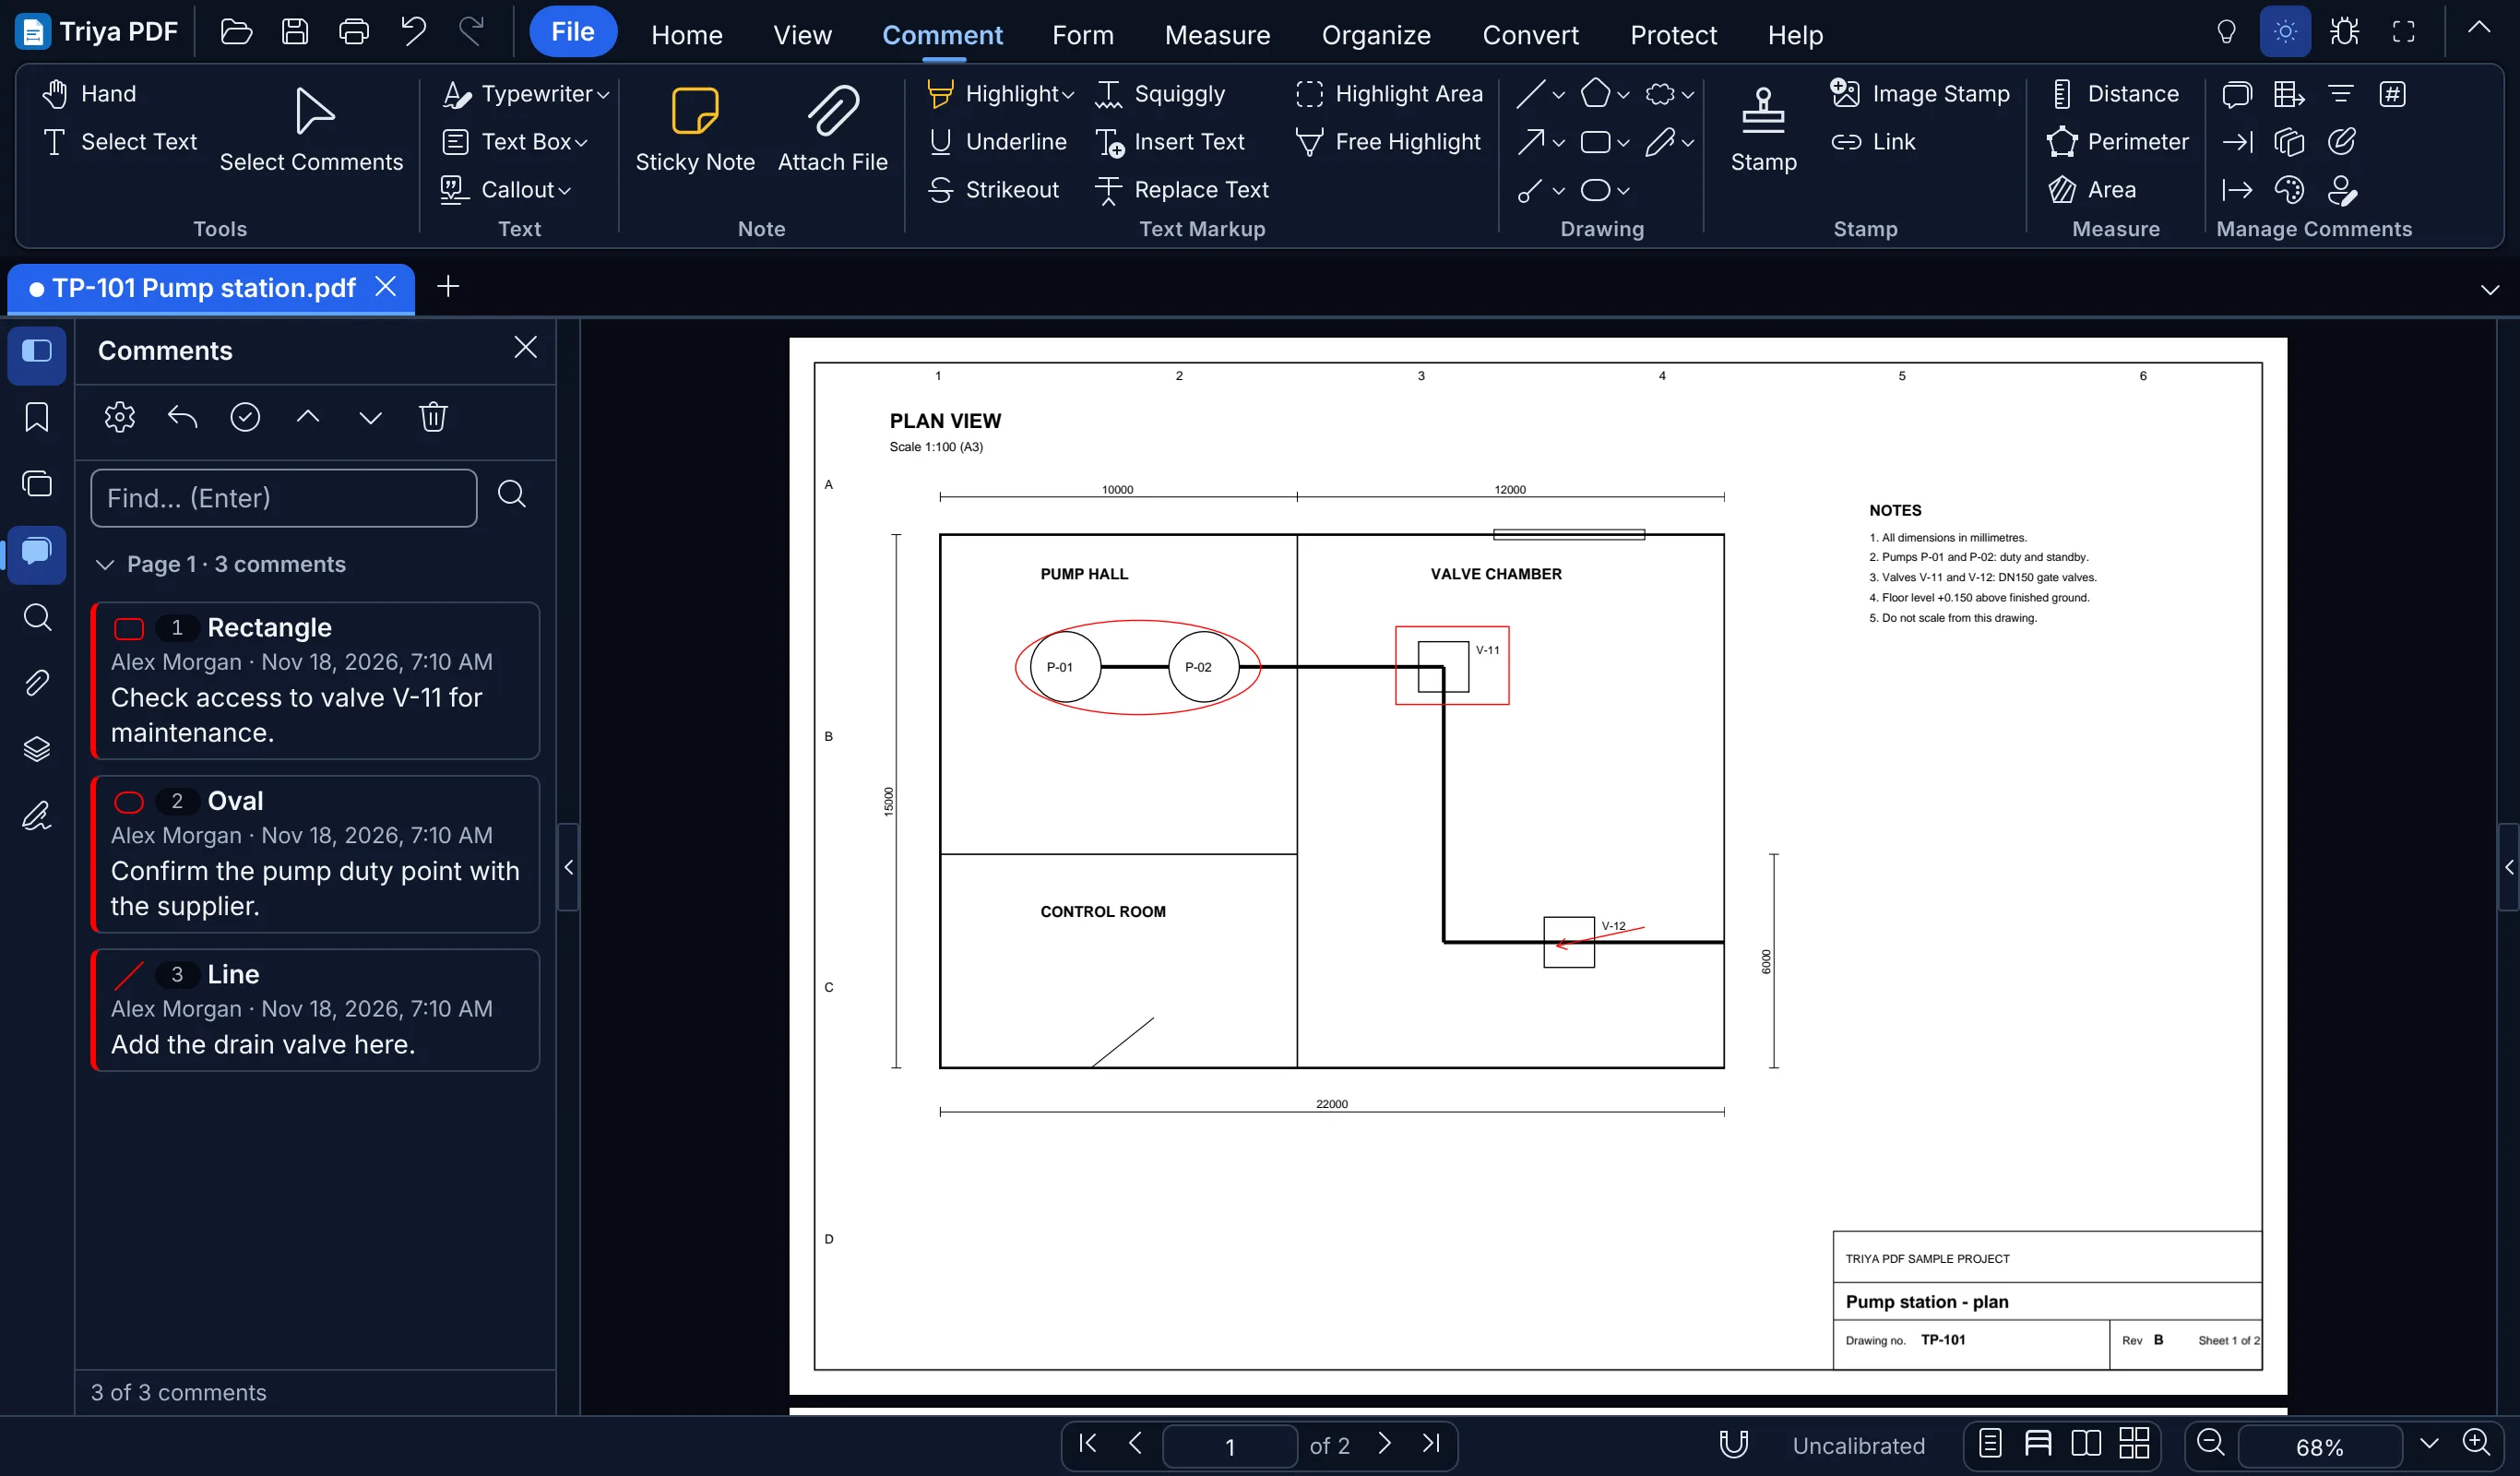 Triya PDF
File
Home
View
Comment
Form
Measure
Organize
Convert
Protect
Help
Hand
Select Text
Select Comments
Tools
Typewriter
Text Box
Callout
Text
Sticky Note
Attach File
Note
Highlight
Underline
Strikeout
Squiggly
Insert Text
Replace Text
Highlight Area
Free Highlight
Text Markup
Drawing
Stamp
Image Stamp
Link
Stamp
Distance
Perimeter
Area
Measure
Manage Comments
TP-101 Pump station.pdf
Comments
Find... (Enter)
Page 1 · 3 comments
1 Rectangle
Alex Morgan · Nov 18, 2026, 7:10 AM
Check access to valve V-11 for
maintenance.
2 Oval
Alex Morgan · Nov 18, 2026, 7:10 AM
Confirm the pump duty point with
the supplier.
3 Line
Alex Morgan · Nov 18, 2026, 7:10 AM
Add the drain valve here.
3 of 3 comments
1 2 3 4 5 6
PLAN VIEW
Scale 1:100 (A3)
A
B
C
D
10000
12000
15000
6000
22000
PUMP HALL
VALVE CHAMBER
P-01
P-02
V-11
V-12
CONTROL ROOM
NOTES
1. All dimensions in millimetres.
2. Pumps P-01 and P-02: duty and standby.
3. Valves V-11 and V-12: DN150 gate valves.
4. Floor level +0.150 above finished ground.
5. Do not scale from this drawing.
TRIYA PDF SAMPLE PROJECT
Pump station - plan
Drawing no. TP-101
Rev B
Sheet 1 of 2
1 of 2
Uncalibrated
68%